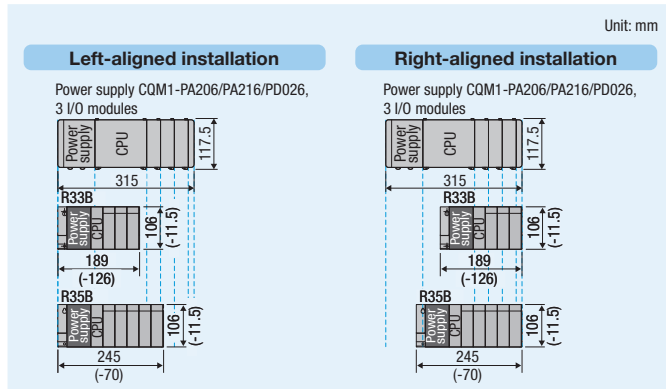 Unit: mm
Left-aligned installation
Power supply CQM1-PA206/PA216/PD026,
3 I/O modules
Power
supply
CPU
117.5
315
R33B
Power
supply
CPU
106
(-11.5)
189
(-126)
R35B
Power
supply
CPU
106
(-11.5)
245
(-70)
Right-aligned installation
Power supply CQM1-PA206/PA216/PD026,
3 I/O modules
Power
supply
CPU
117.5
315
R33B
Power
supply
CPU
106
(-11.5)
189
(-126)
R35B
Power
supply
CPU
106
(-11.5)
245
(-70)